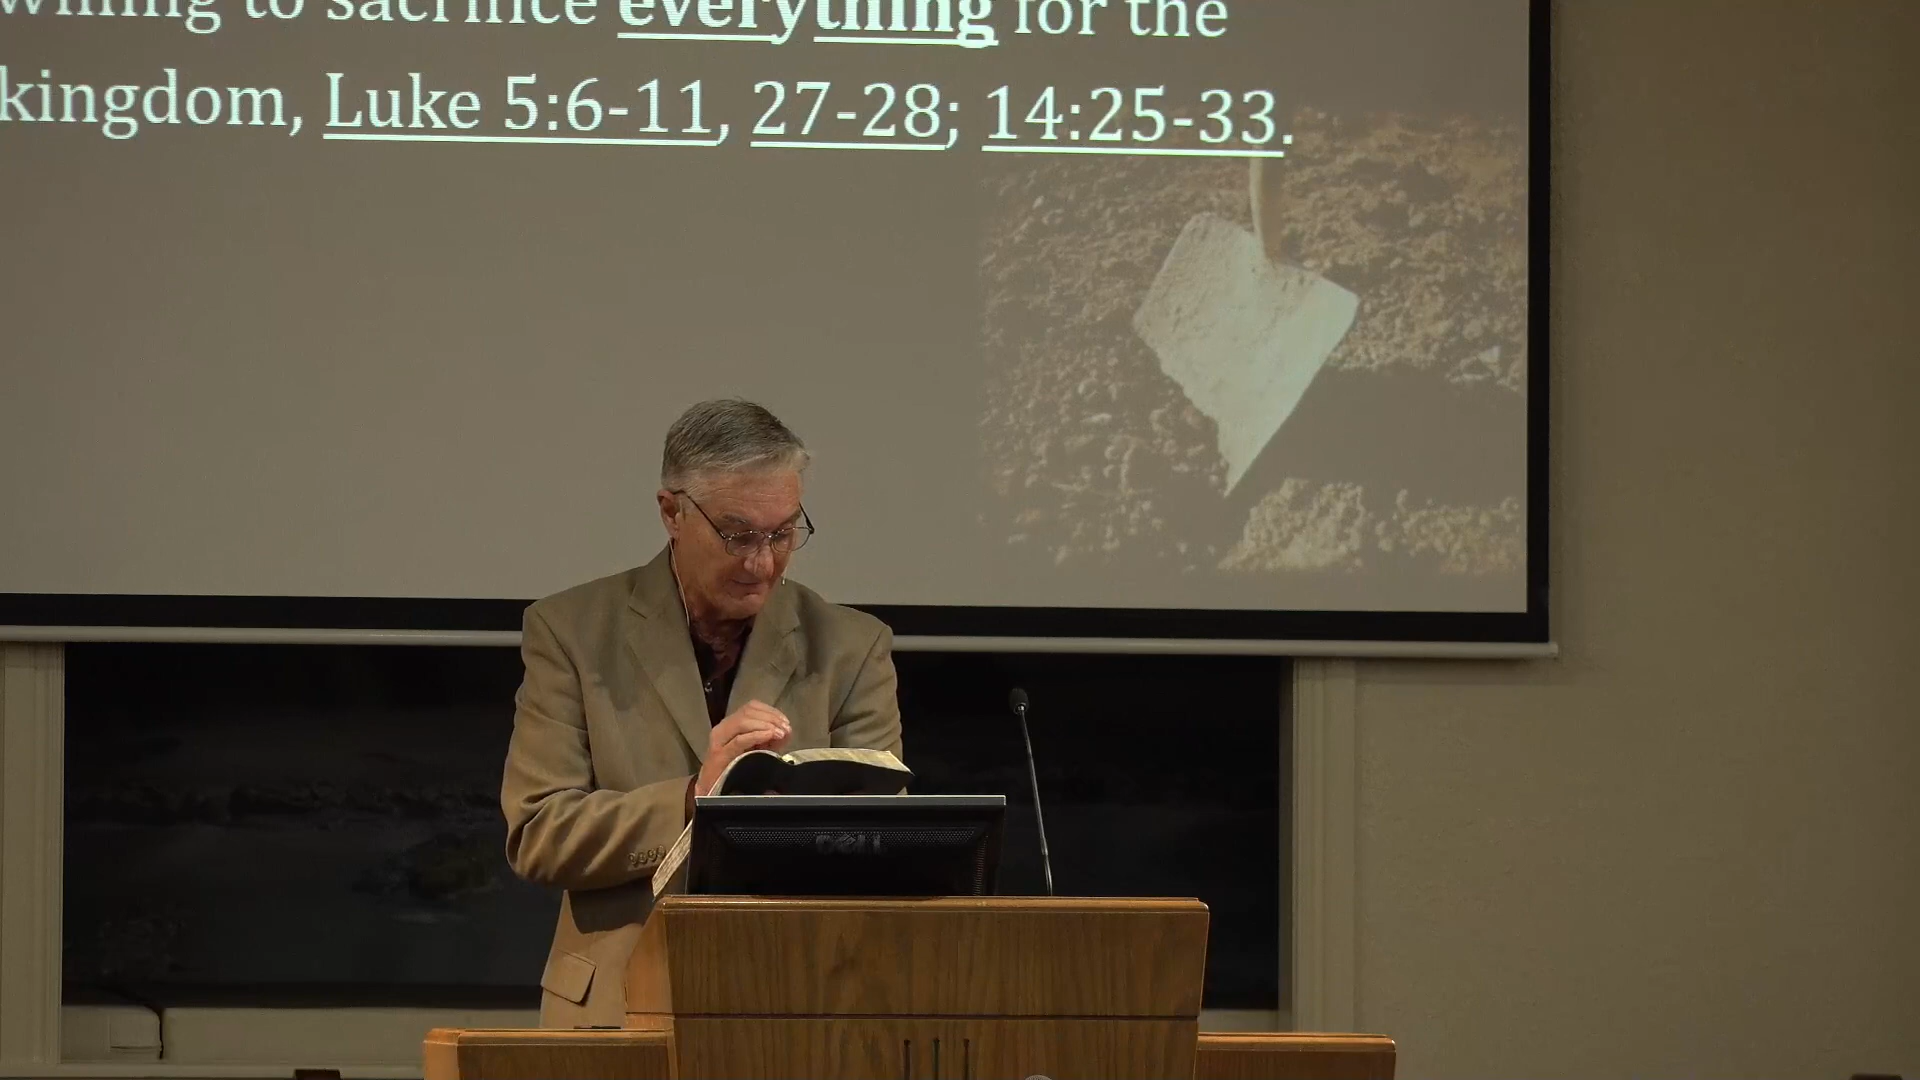 willing to sacrifice everything for the
kingdom, Luke 5:6-11, 27-28; 14:25-33.
DELL